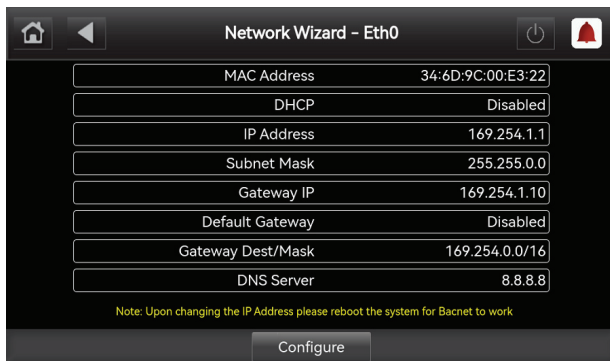 Network Wizard – Eth0
MAC Address 34:6D:9C:00:E3:22
DHCP Disabled
IP Address 169.254.1.1
Subnet Mask 255.255.0.0
Gateway IP 169.254.1.10
Default Gateway Disabled
Gateway Dest/Mask 169.254.0.0/16
DNS Server 8.8.8.8
Note: Upon changing the IP Address please reboot the system for Bacnet to work
Configure